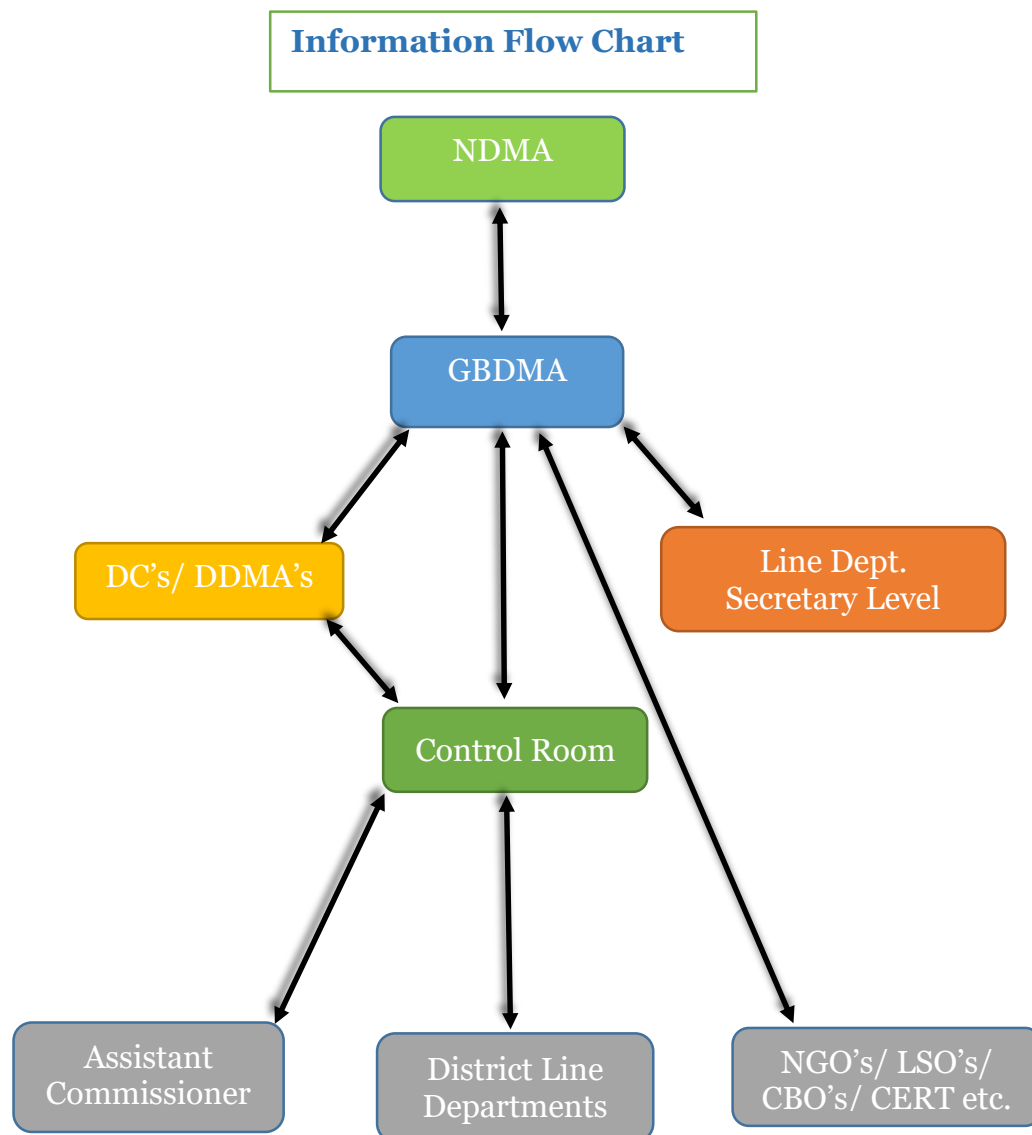 Information Flow Chart
NDMA
GBDMA
DC’s/ DDMA’s
Line Dept.
Secretary Level
Control Room
Assistant
Commissioner
District Line
Departments
NGO’s/ LSO’s/
CBO’s/ CERT etc.